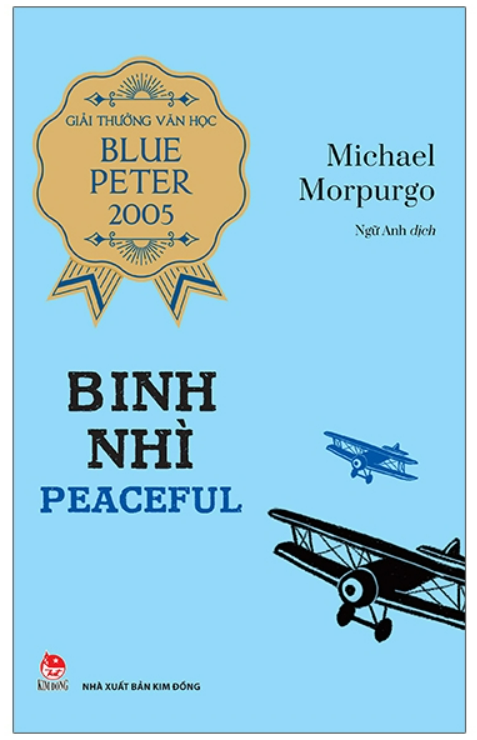 GIẢI THƯỞNG VĂN HỌC
BLUE
PETER
2005
Michael
Morpurgo
Ngữ Anh dịch
BINH
NHÌ
PEACEFUL
KIM ĐỒNG
NHÀ XUẤT BẢN KIM ĐỒNG